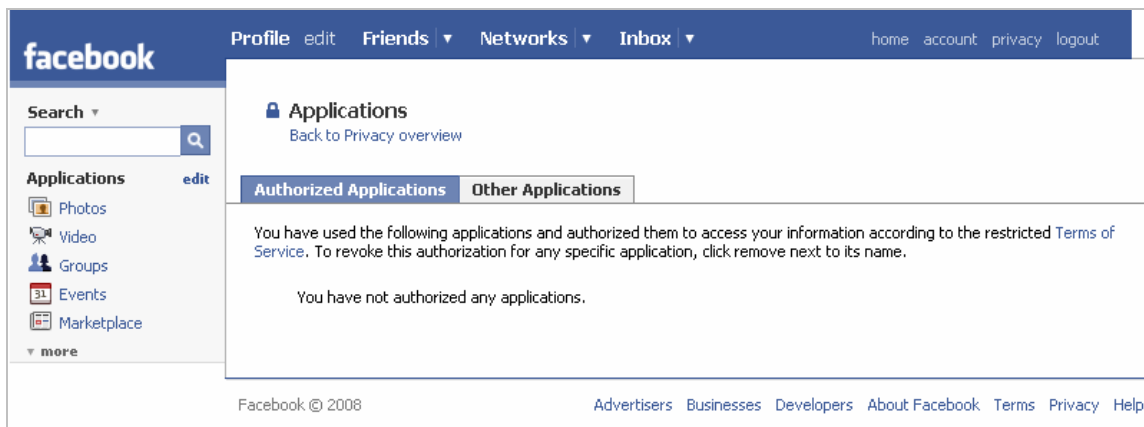 facebook
Profile edit Friends ▼ Networks ▼ Inbox ▼ home account privacy logout
Search ▼
Applications edit
Photos
Video
Groups
31 Events
Marketplace
▼ more
Applications
Back to Privacy overview
Authorized Applications Other Applications
You have used the following applications and authorized them to access your information according to the restricted Terms of
Service. To revoke this authorization for any specific application, click remove next to its name.
You have not authorized any applications.
Facebook © 2008 Advertisers Businesses Developers About Facebook Terms Privacy Help